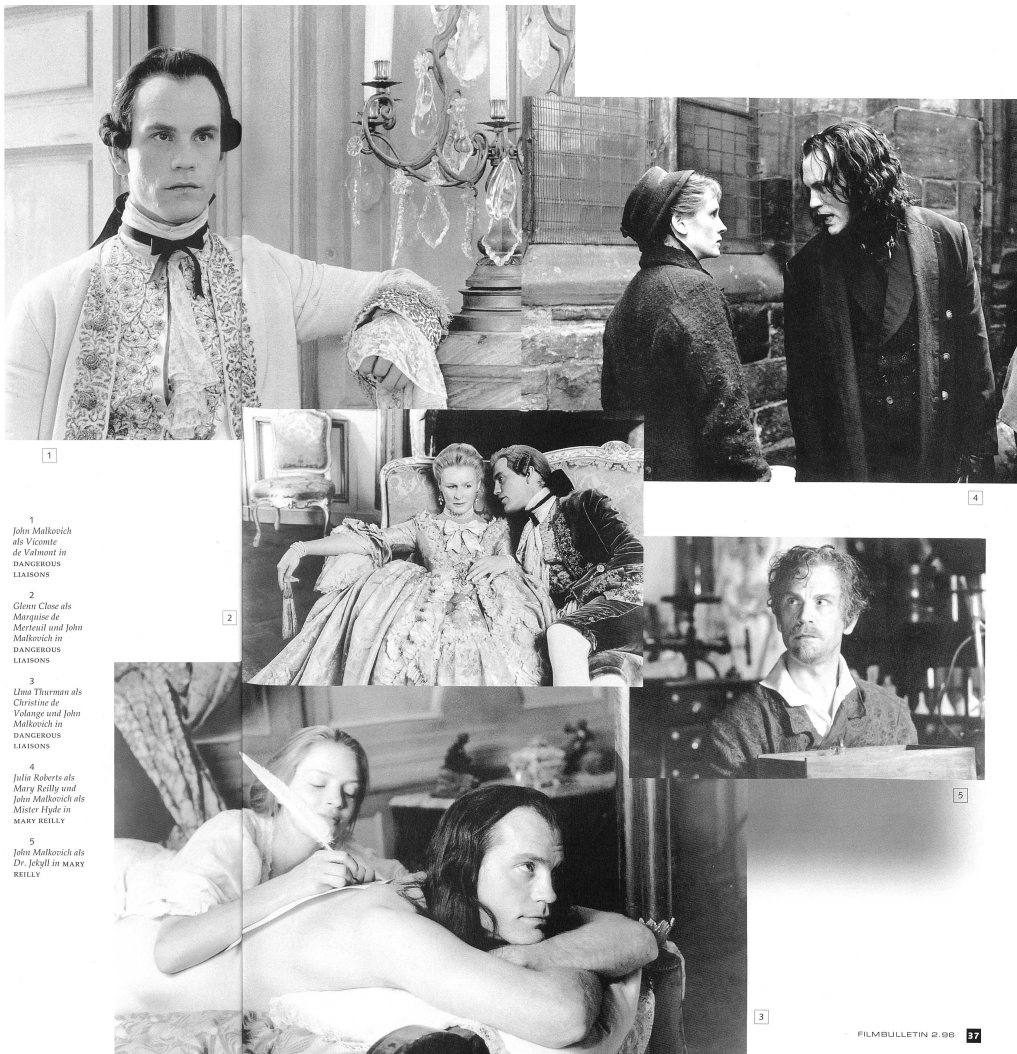 1
4
1
John Malkovich
als Vicomte
de Valmont in
DANGEROUS
LIAISONS
2
Glenn Close als
Marquise de
Merteuil und John
Malkovich in
DANGEROUS
LIAISONS
2
3
Uma Thurman als
Christine de
Volange und John
Malkovich in
DANGEROUS
LIAISONS
4
Julia Roberts als
Mary Reilly und
John Malkovich als
Mister Hyde in
MARY REILLY
5
John Malkovich als
Dr. Jekyll in MARY
REILLY
5
3
FILMBULLETIN 2.96 37